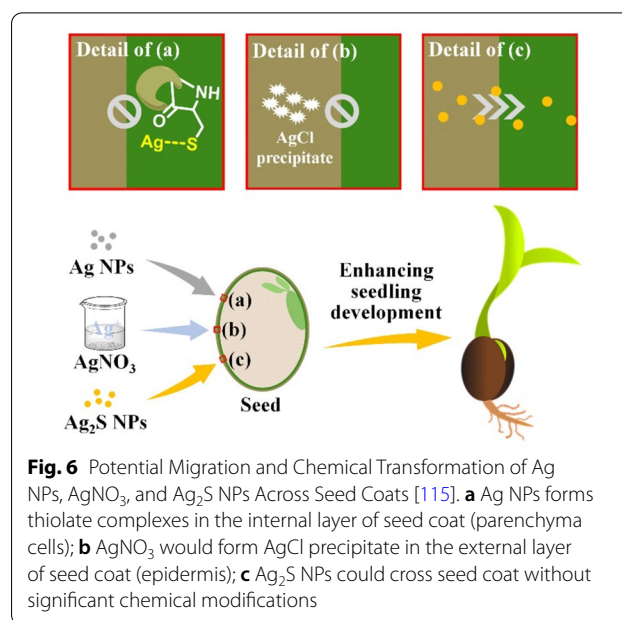 Detail of (a)
Detail of (b)
Detail of (c)
NH
O
Ag---S
AgCl
precipitate
Ag NPs
AgNO₃
Ag₂S NPs
(a)
(b)
(c)
Seed
Enhancing
seedling
development
Fig. 6 Potential Migration and Chemical Transformation of Ag
NPs, AgNO₃, and Ag₂S NPs Across Seed Coats [115]. a Ag NPs forms
thiolate complexes in the internal layer of seed coat (parenchyma
cells); b AgNO₃ would form AgCl precipitate in the external layer
of seed coat (epidermis); c Ag₂S NPs could cross seed coat without
significant chemical modifications